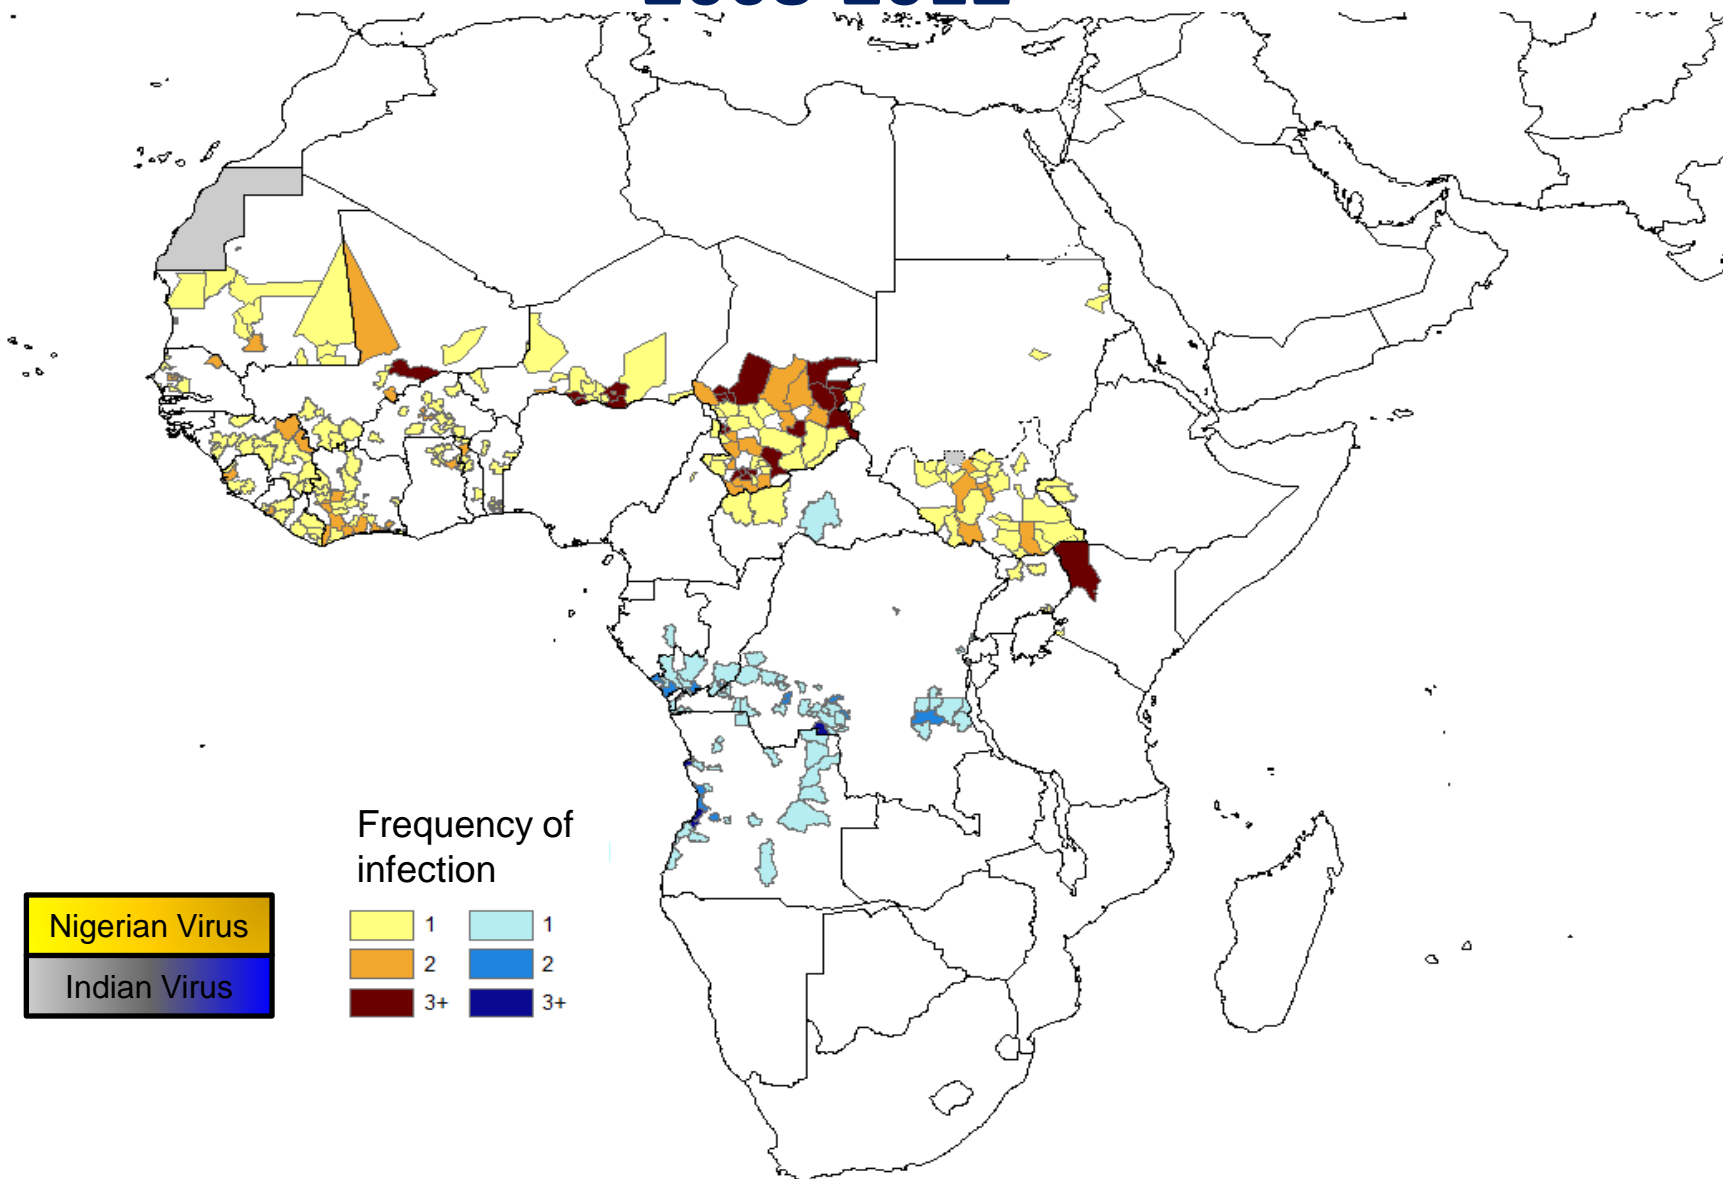 Frequency of
infection
Nigerian Virus
Indian Virus
1 1
2 2
3+ 3+